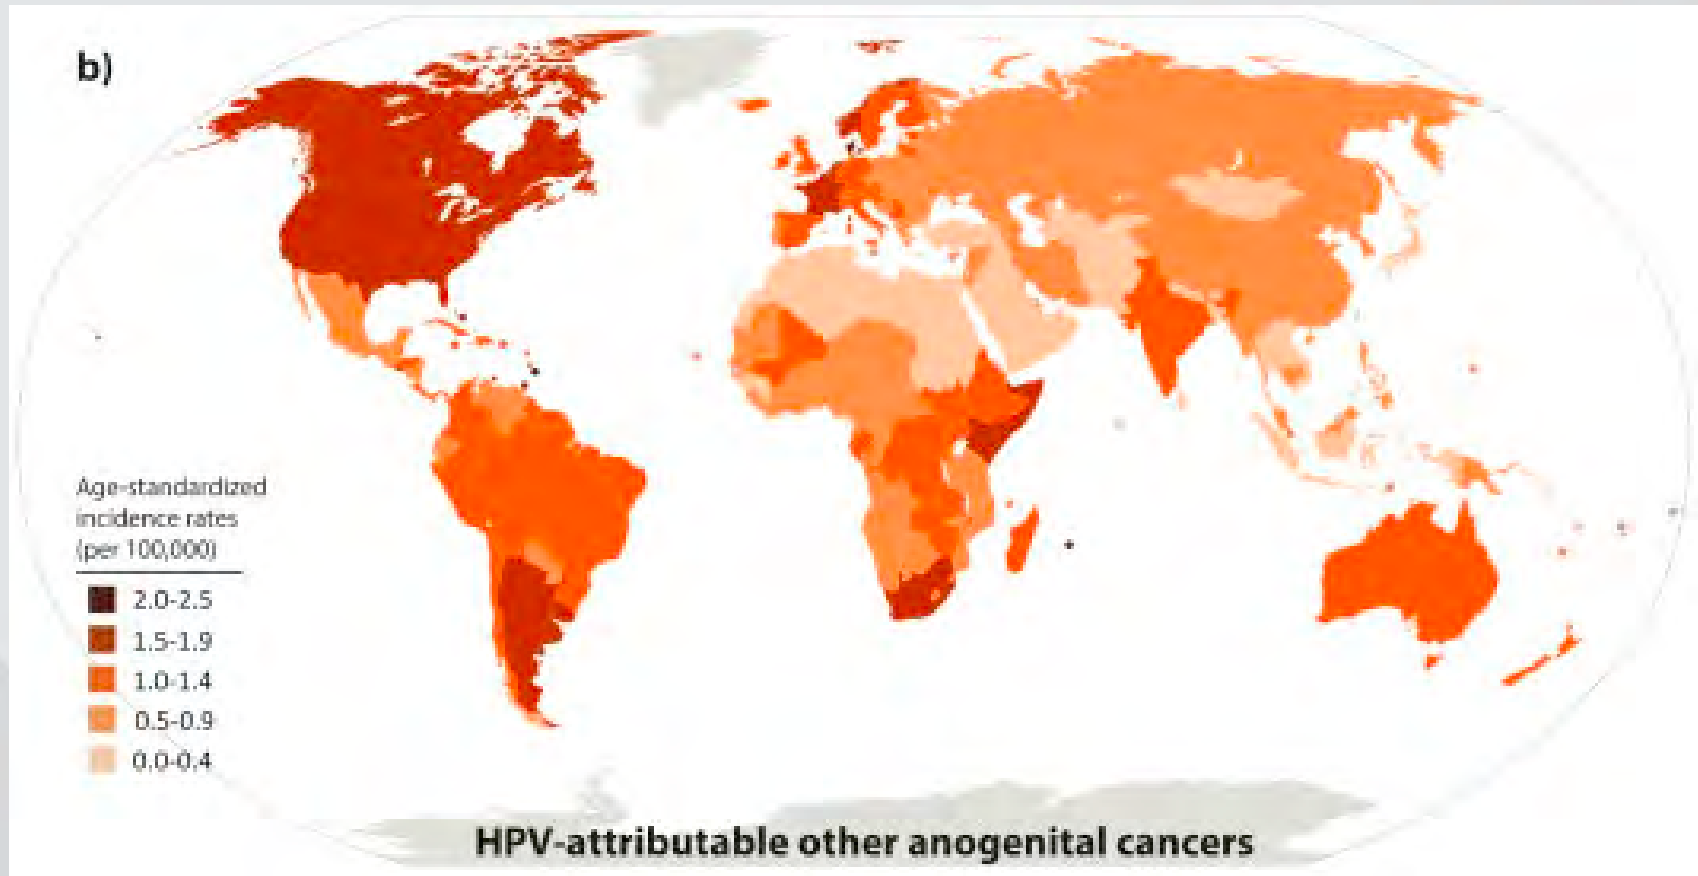 b)
Age-standardized
incidence rates
(per 100,000)
2.0-2.5
1.5-1.9
1.0-1.4
0.5-0.9
0.0-0.4
HPV-attributable other anogenital cancers